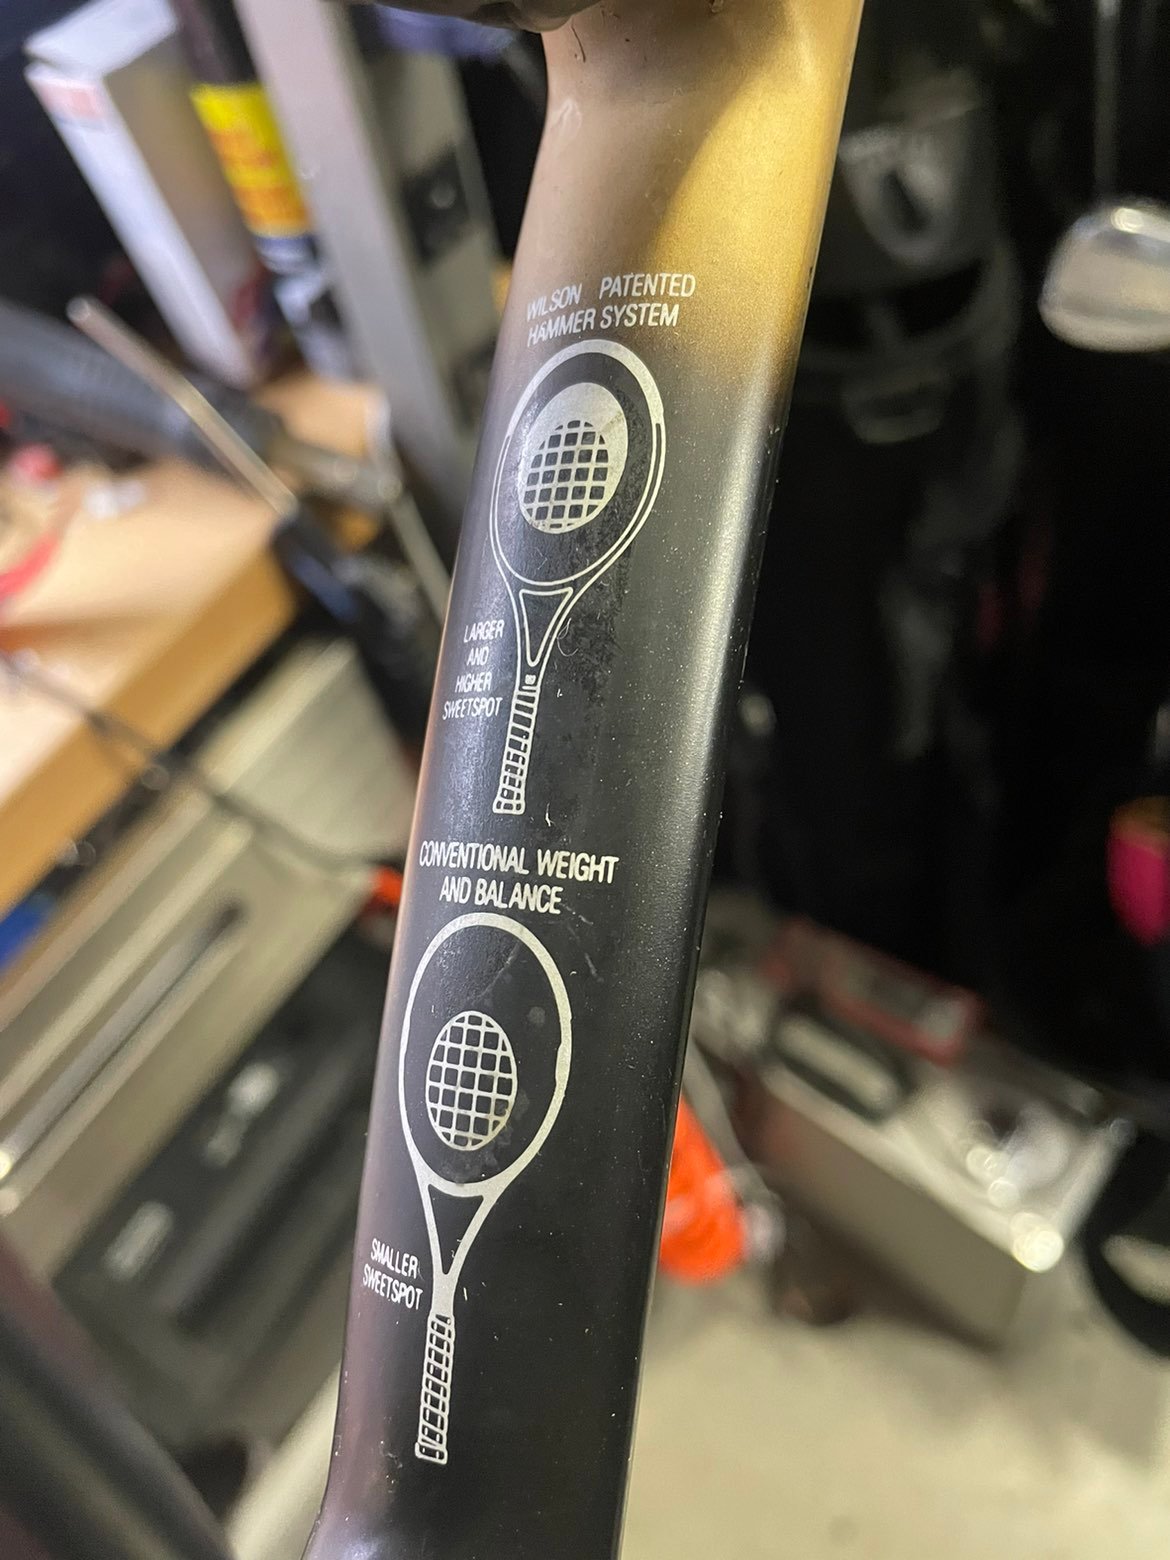 WILSON PATENTED
HAMMER SYSTEM
LARGER
AND
HIGHER
SWEETSPOT
CONVENTIONAL WEIGHT
AND BALANCE
SMALLER
SWEETSPOT